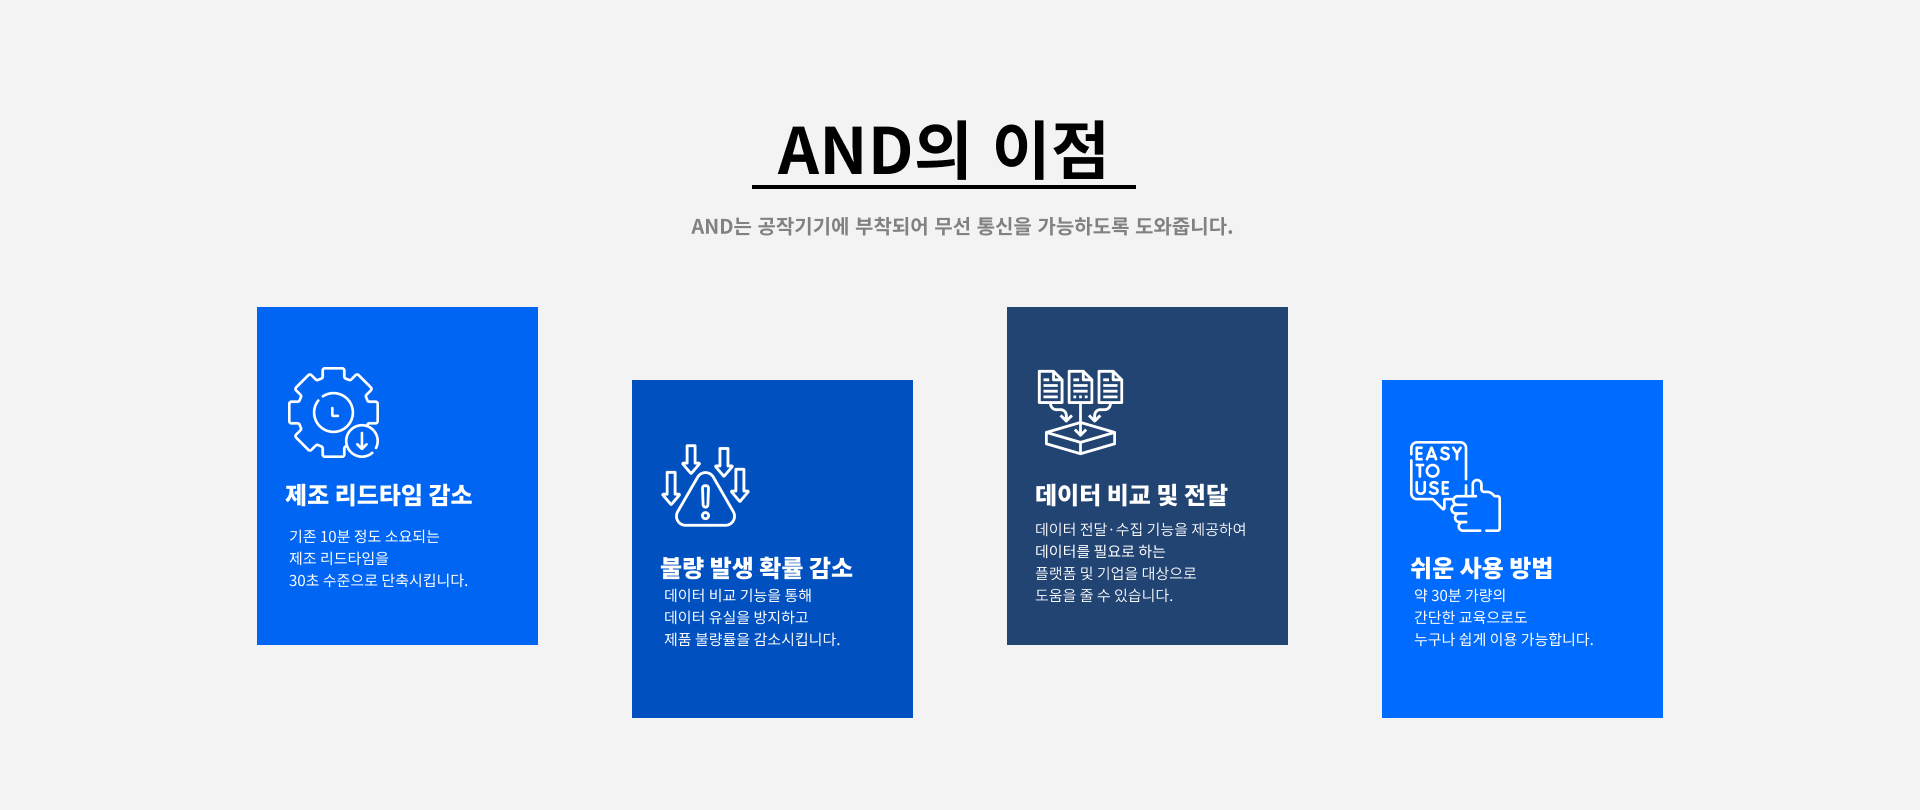 AND의 이점
AND는 공작기기에 부착되어 무선 통신을 가능하도록 도와줍니다.
제조 리드타임 감소
기존 10분 정도 소요되는
제조 리드타임을
30초 수준으로 단축시킵니다.
불량 발생 확률 감소
데이터 비교 기능을 통해
데이터 유실을 방지하고
제품 불량률을 감소시킵니다.
데이터 비교 및 전달
데이터 전달·수집 기능을 제공하여
데이터를 필요로 하는
플랫폼 및 기업을 대상으로
도움을 줄 수 있습니다.
EASY
TO
USE
쉬운 사용 방법
약 30분 가량의
간단한 교육으로도
누구나 쉽게 이용 가능합니다.